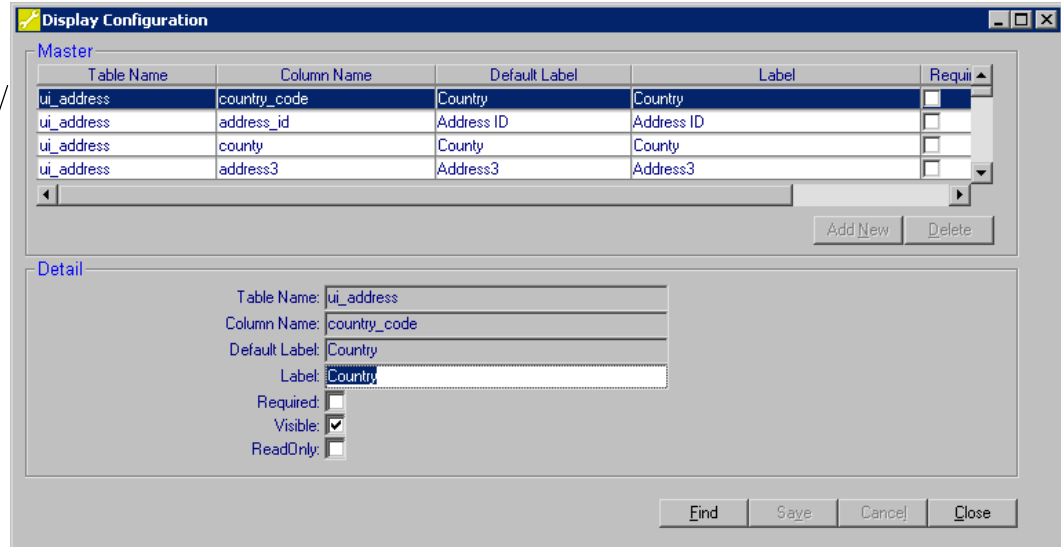 Display Configuration
Master
Table Name Column Name Default Label Label Requi
ui_address country_code Country Country
ui_address address_id Address ID Address ID
ui_address county County County
ui_address address3 Address3 Address3
Add New Delete
Detail
Table Name: ui_address
Column Name: country_code
Default Label: Country
Label: Country
Required:
Visible:
ReadOnly:
Find Save Cancel Close